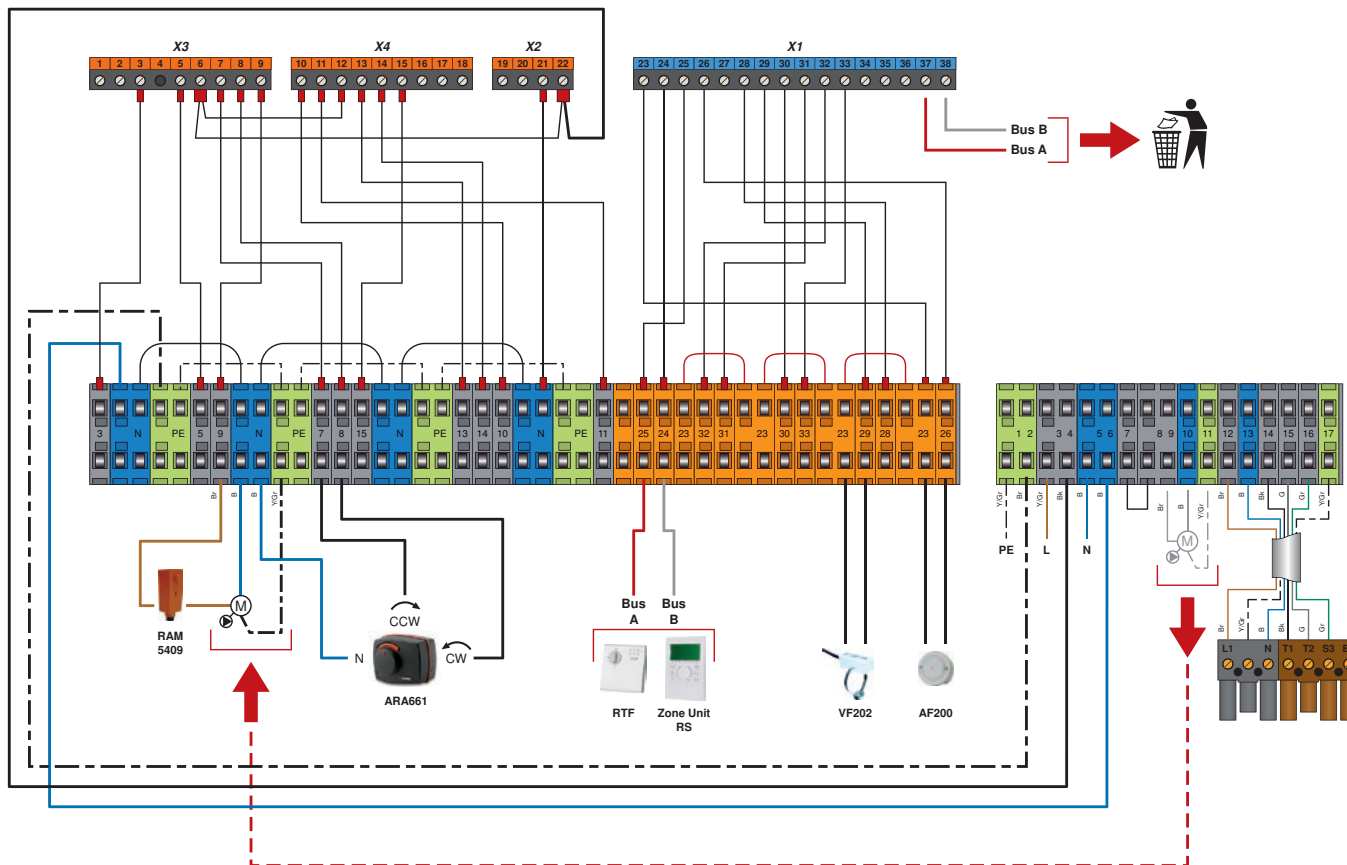 X3 X4 X2 X1
1 2 3 4 5 6 7 8 9 10 11 12 13 14 15 16 17 18 19 20 21 22 23 24 25 26 27 28 29 30 31 32 33 34 35 36 37 38
Bus B
Bus A
3 N PE 5 9 N PE 7 8 15 N PE 13 14 10 N PE 11 25 24 23 32 31 23 30 33 23 29 28 23 26
1 2 3 4 5 6 7 8 9 10 11 12 13 14 15 16 17
Br B B Y/Gr
Y/Gr Br Y/Gr Bk B B Br B Y/Gr Br B Bk G Gr Y/Gr
PE L N
M
M
RAM
5409
CCW
N CW
ARA661
Bus
A
Bus
B
RTF
Zone Unit
RS
VF202
AF200
Br Y/Gr B Bk G Gr
L1 N T1 T2 S3